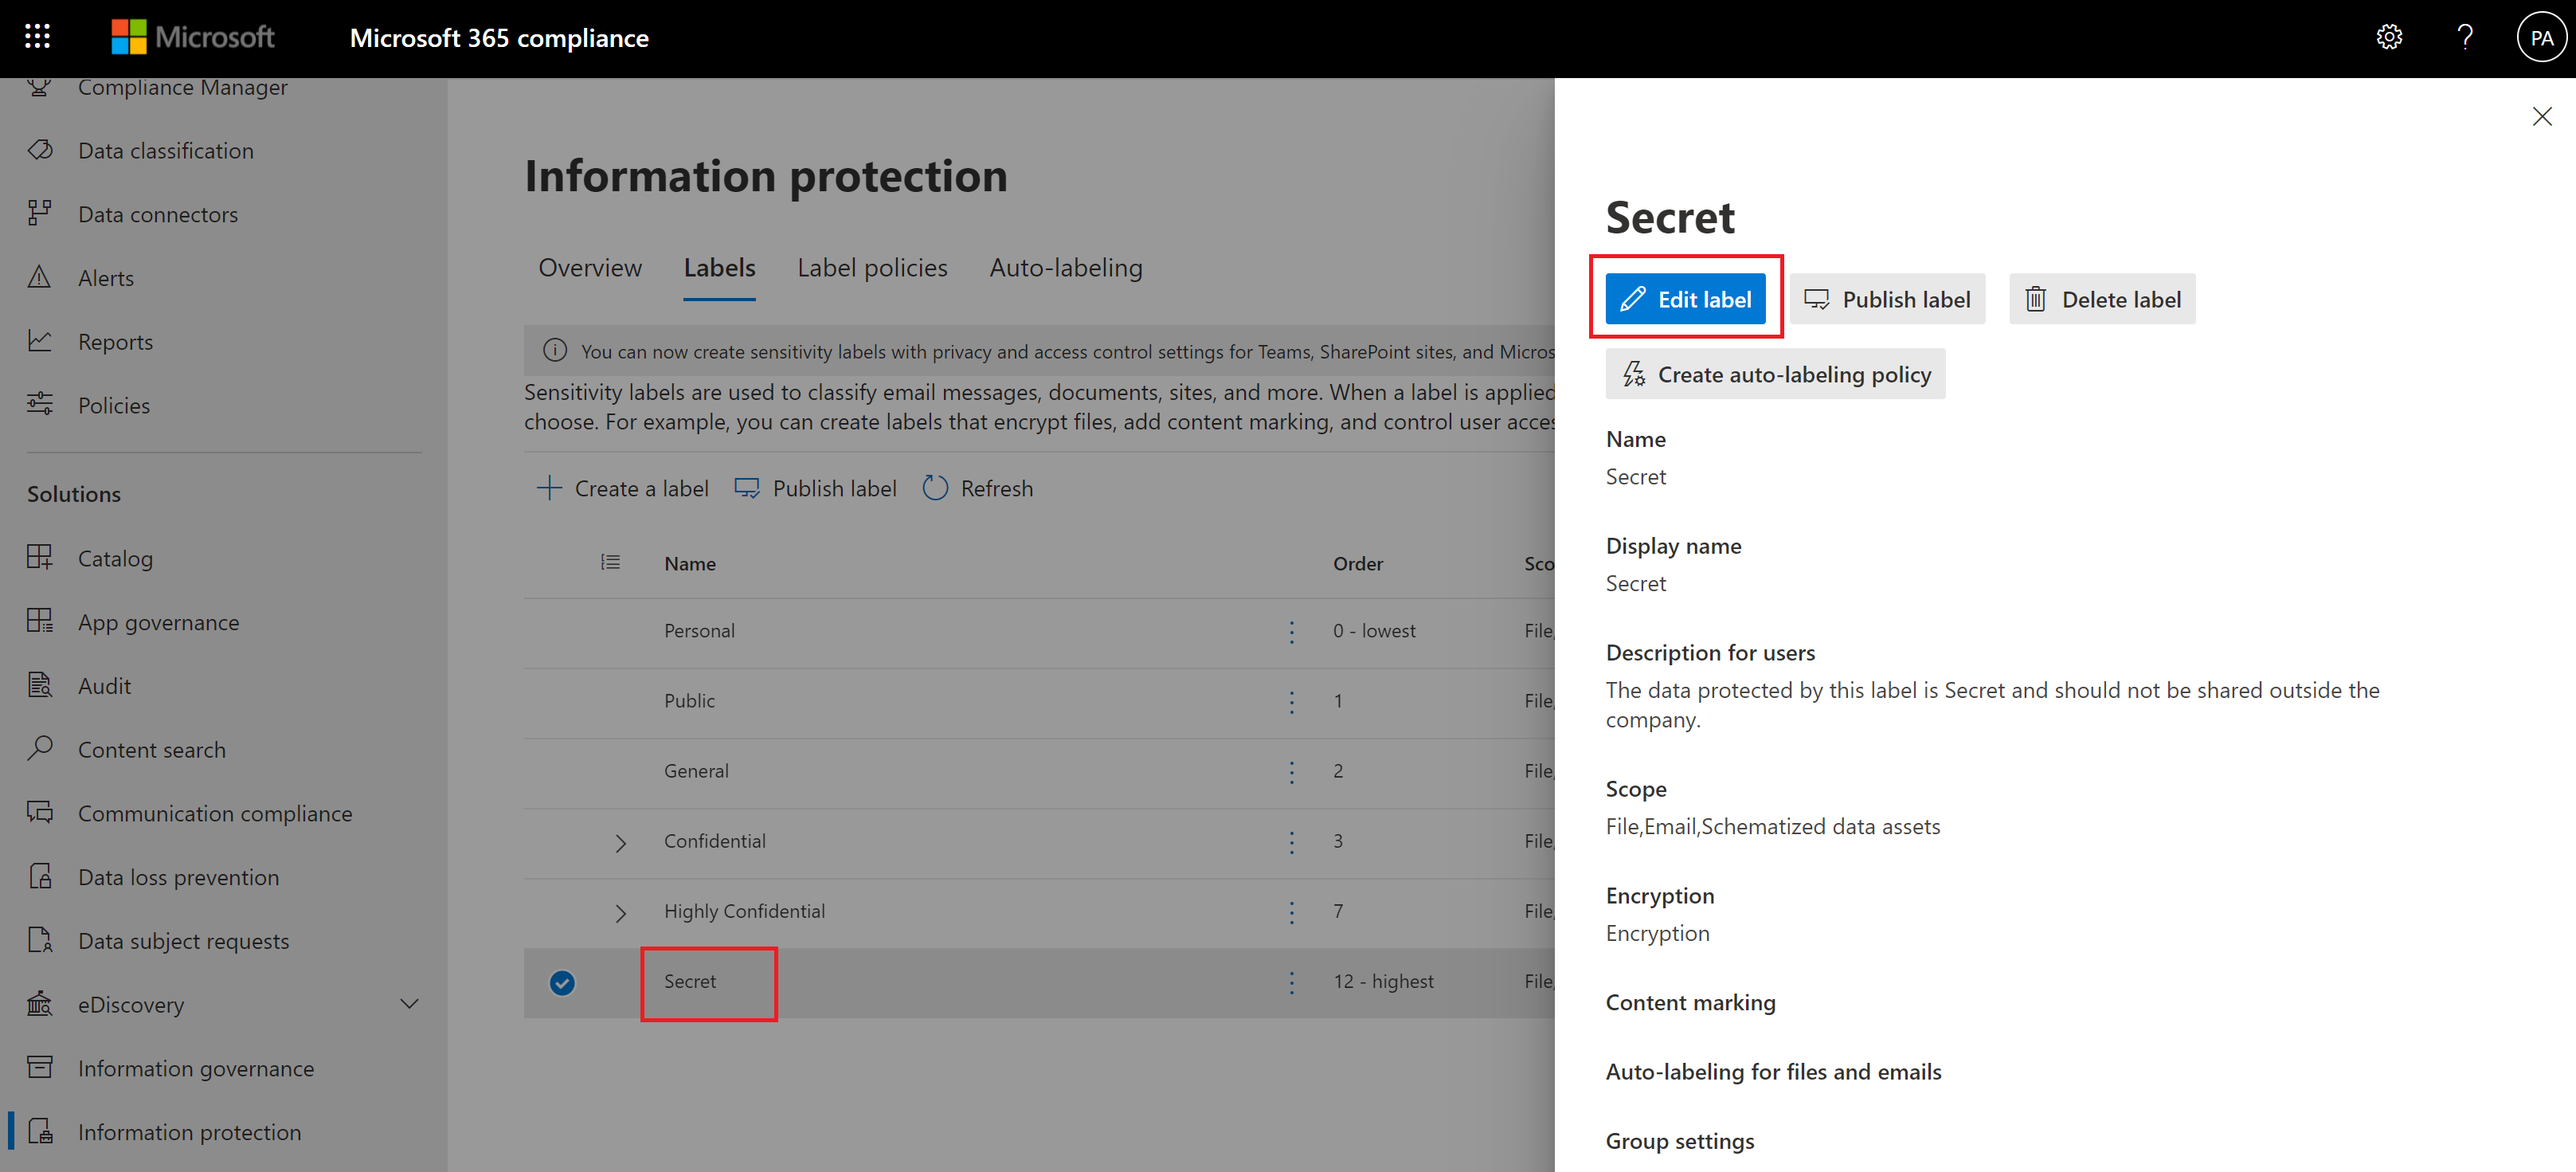 Microsoft
Microsoft 365 compliance
PA
Compliance Manager
Data classification
Data connectors
Alerts
Reports
Policies
Solutions
Catalog
App governance
Audit
Content search
Communication compliance
Data loss prevention
Data subject requests
eDiscovery
Information governance
Information protection
Information protection
Overview
Labels
Label policies
Auto-labeling
You can now create sensitivity labels with privacy and access control settings for Teams, SharePoint sites, and Micros
Sensitivity labels are used to classify email messages, documents, sites, and more. When a label is applied
choose. For example, you can create labels that encrypt files, add content marking, and control user acces
Create a label
Publish label
Refresh
Name Order Sco
Personal 0 - lowest File,
Public 1 File,
General 2 File,
Confidential 3 File,
Highly Confidential 7 File,
Secret 12 - highest File,
Secret
Edit label
Publish label
Delete label
Create auto-labeling policy
Name
Secret
Display name
Secret
Description for users
The data protected by this label is Secret and should not be shared outside the
company.
Scope
File,Email,Schematized data assets
Encryption
Encryption
Content marking
Auto-labeling for files and emails
Group settings